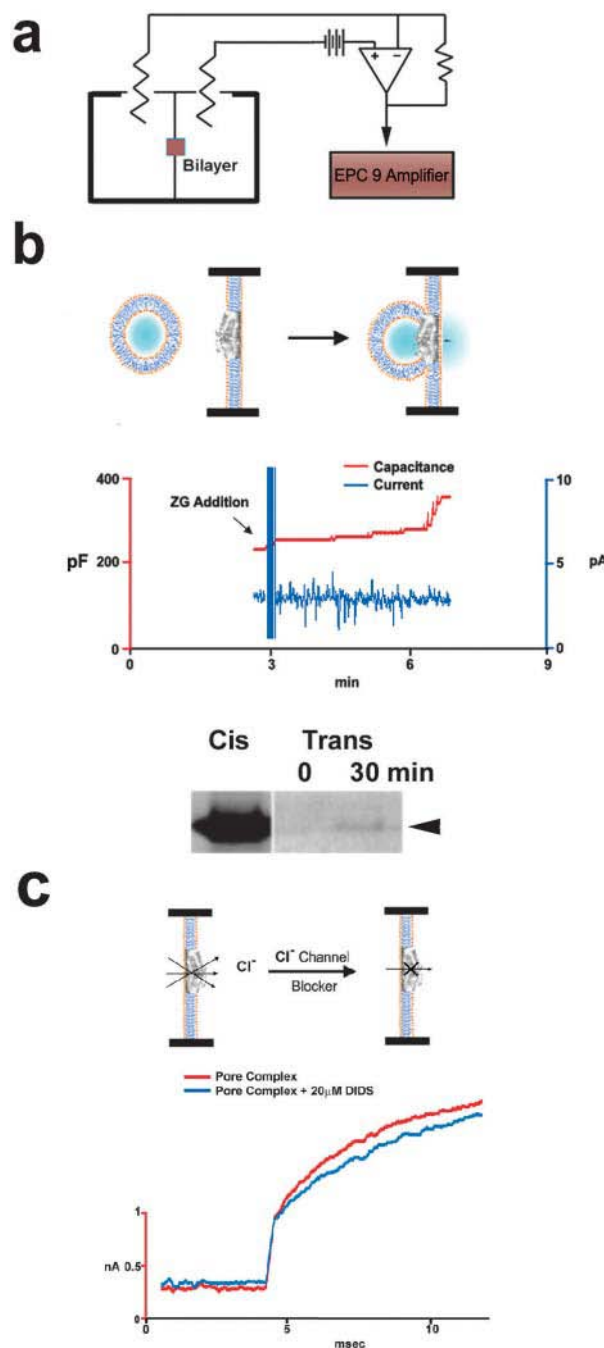 a
+ −
Bilayer
EPC 9 Amplifier
b
Capacitance
Current
400
200
0
pF
ZG Addition
10
5
0
pA
0 3 6 9
min
Cis Trans
0 30 min
c
Cl⁻ Cl⁻ Channel
Blocker
Pore Complex
Pore Complex + 20µM DIDS
1
nA 0.5
0
0 5 10
msec